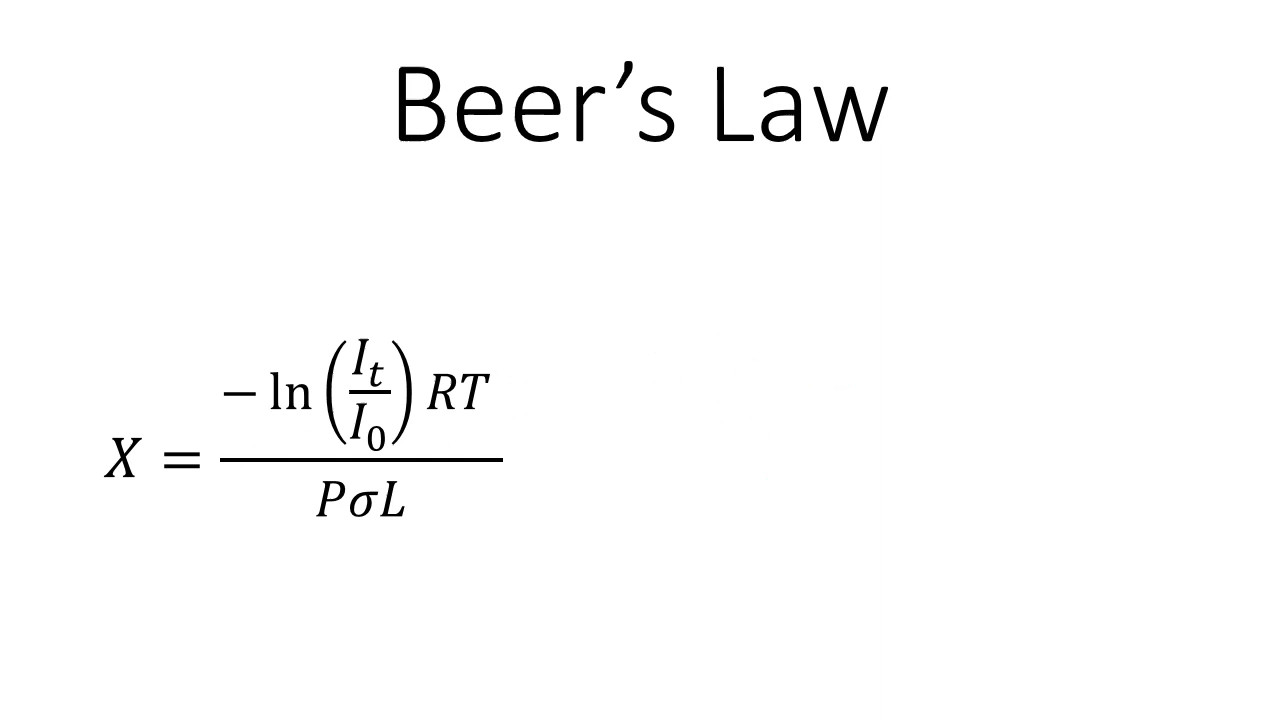 Beer’s Law
X = − ln(I_t / I_0) RT / PσL